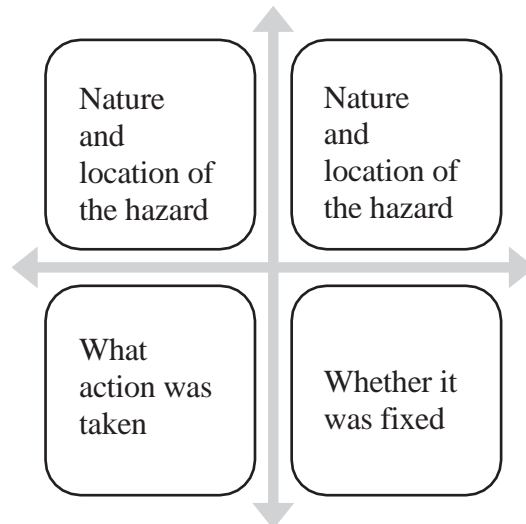 Nature
and
location of
the hazard
Nature
and
location of
the hazard
What
action was
taken
Whether it
was fixed